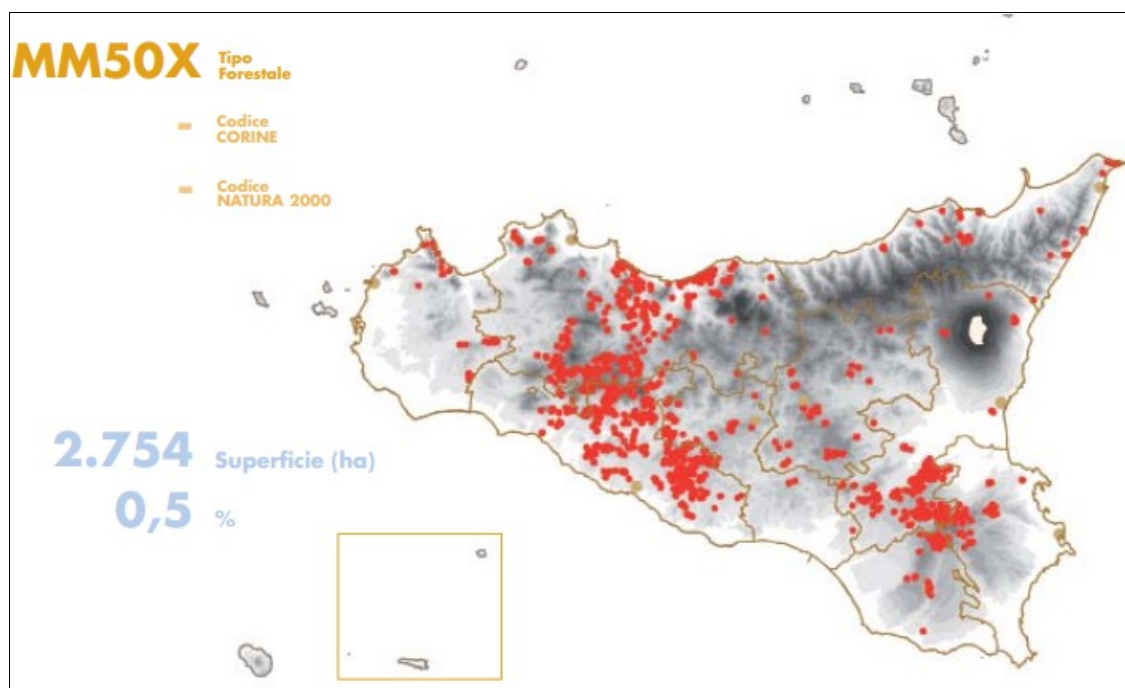 MM50X Tipo
Forestale
- Codice
CORINE
- Codice
NATURA 2000
2.754 Superficie (ha)
0,5 %